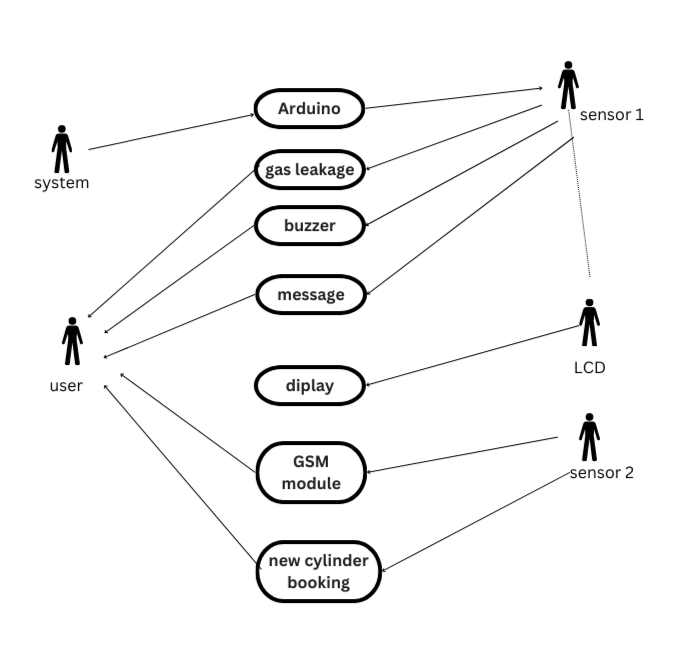 Arduino
sensor 1
gas leakage
system
buzzer
message
user
LCD
diplay
GSM
module
sensor 2
new cylinder
booking